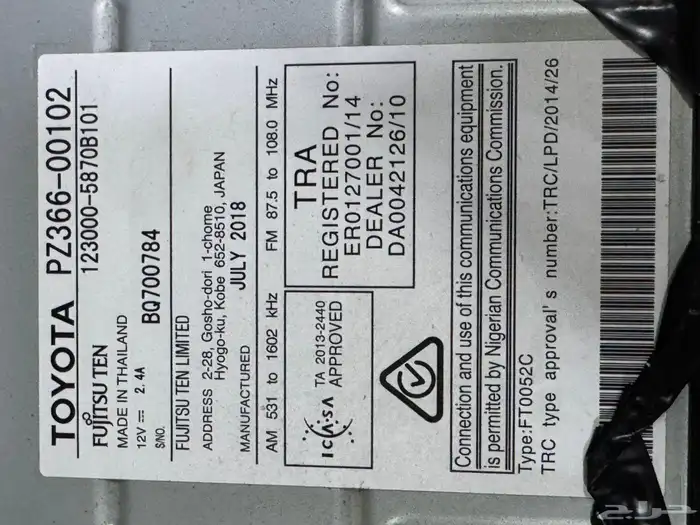 TOYOTA PZ366-00102
FUJITSU TEN 123000-5870B101
MADE IN THAILAND
12V 2.4A
S/NO. BQ700784
FUJITSU TEN LIMITED
ADDRESS 2-28, Gosho-dori 1-chome
Hyogo-ku, Kobe 652-8510, JAPAN
MANUFACTURED JULY 2018
AM 531 to 1602 kHz FM 87.5 to 108.0 MHz
ICASA
TA 2013-2440
APPROVED
TRA
REGISTERED No:
ER0127001/14
DEALER No:
DA0042126/10
Connection and use of this communications equipment
is permitted by Nigerian Communications Commission.
Type:FT0052C
TRC type approval's number:TRC/LPD/2014/26
حراج